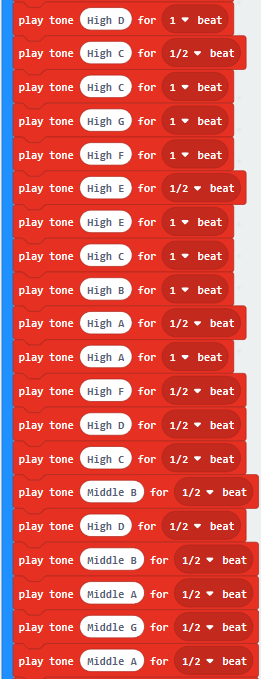 play tone High D for 1 beat
play tone High C for 1/2 beat
play tone High C for 1 beat
play tone High G for 1 beat
play tone High F for 1 beat
play tone High E for 1/2 beat
play tone High E for 1 beat
play tone High C for 1 beat
play tone High B for 1 beat
play tone High A for 1/2 beat
play tone High A for 1 beat
play tone High F for 1/2 beat
play tone High D for 1/2 beat
play tone High C for 1/2 beat
play tone Middle B for 1/2 beat
play tone High D for 1/2 beat
play tone Middle B for 1/2 beat
play tone Middle A for 1/2 beat
play tone Middle G for 1/2 beat
play tone Middle A for 1/2 beat